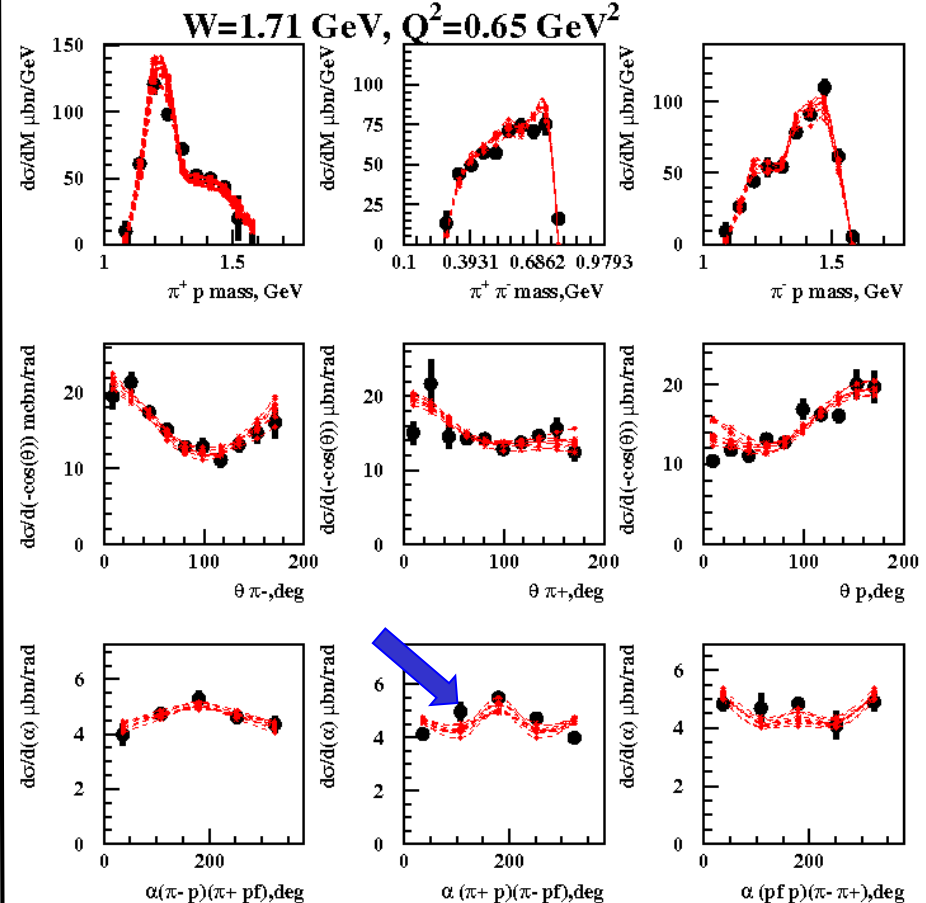 W=1.71 GeV, Q²=0.65 GeV²
dσ/dM μbn/GeV
150
100
50
0
1
1.5
π⁺ p mass, GeV
dσ/dM μbn/GeV
100
75
50
25
0
0.1
0.3931
0.6862
0.9793
π⁺ π⁻ mass,GeV
dσ/dM μbn/GeV
100
50
0
1
1.5
π⁻ p mass, GeV
dσ/d(-cos(θ)) mcbn/rad
20
10
0
0
100
200
θ π-,deg
dσ/d(-cos(θ)) μbn/rad
20
10
0
0
100
200
θ π+,deg
dσ/d(-cos(θ)) μbn/rad
20
10
0
0
100
200
θ p,deg
dσ/d(α) μbn/rad
6
4
2
0
0
200
α(π- p)(π+ pf),deg
dσ/d(α) μbn/rad
6
4
2
0
0
200
α (π+ p)(π- pf),deg
dσ/d(α) μbn/rad
6
4
2
0
0
200
α (pf p)(π- π+),deg